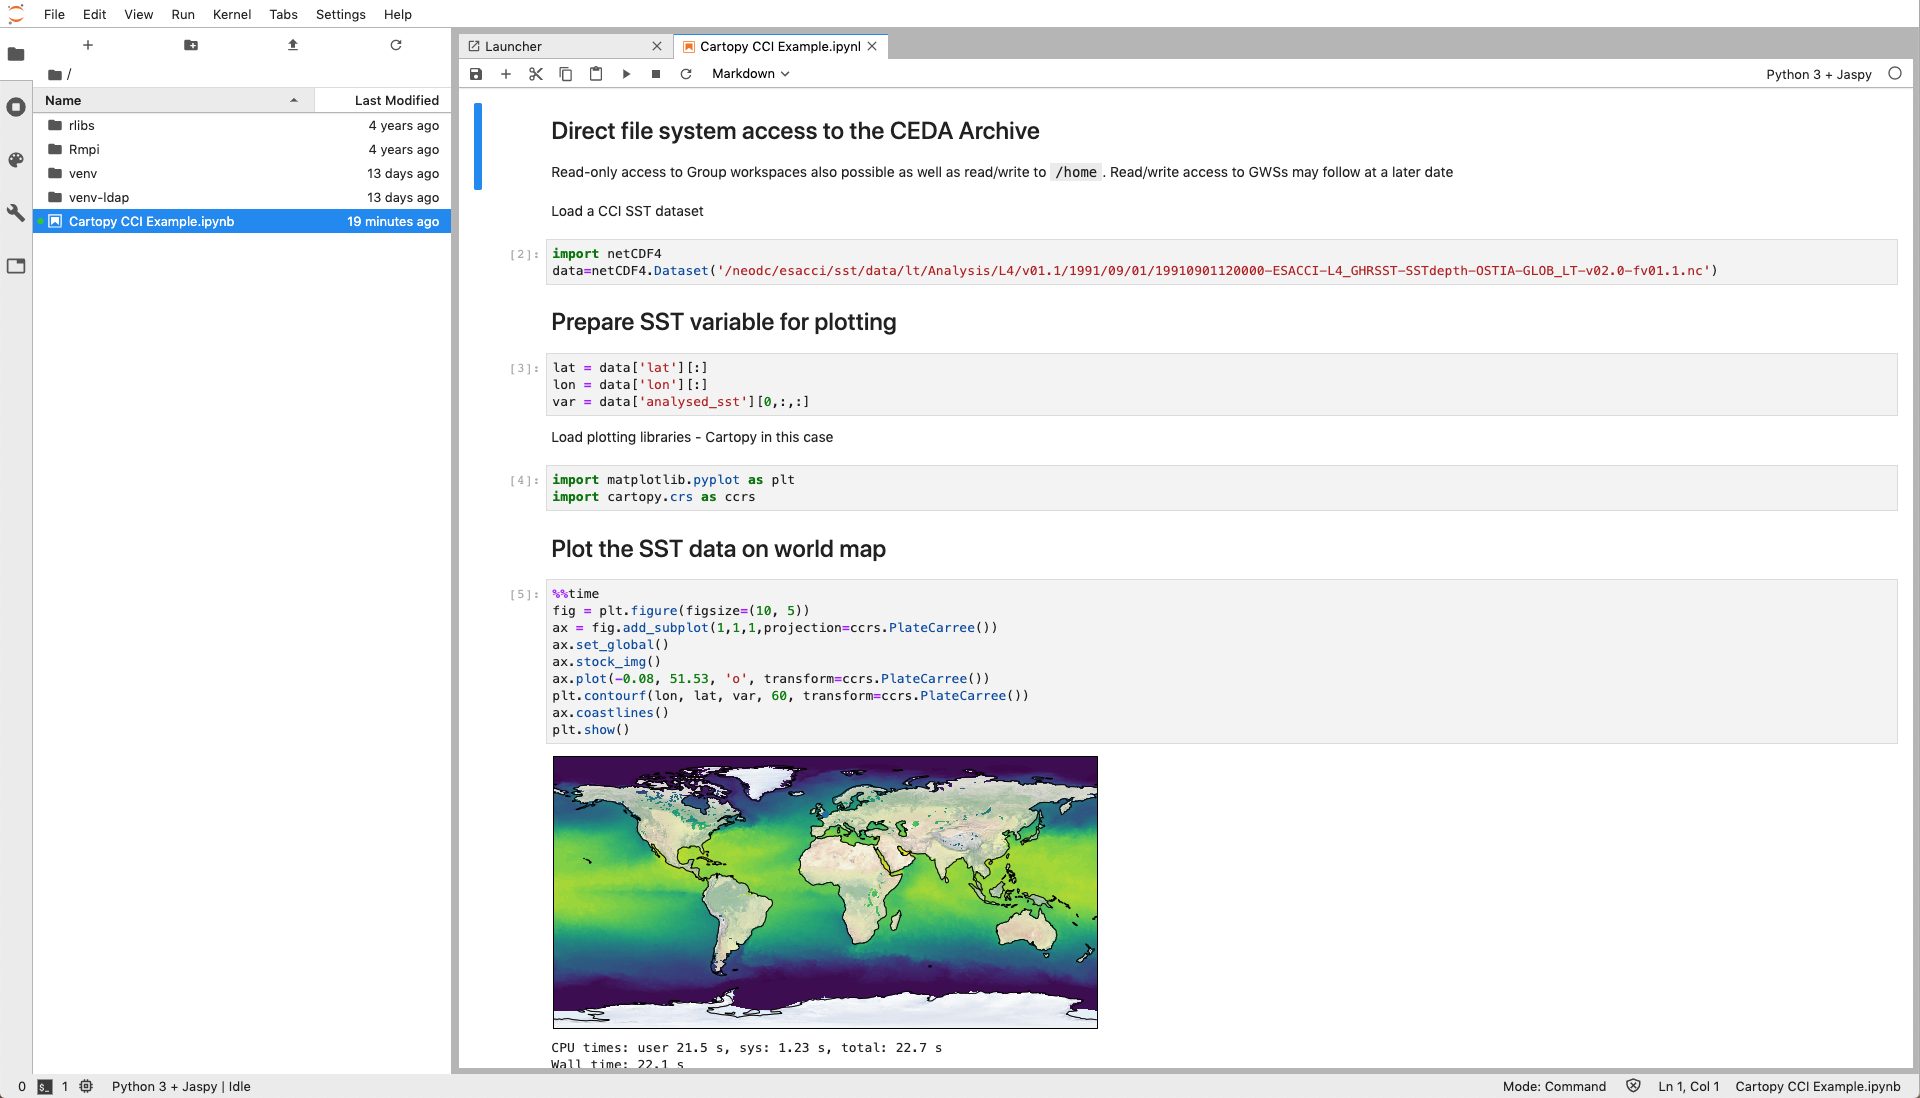 File Edit View Run Kernel Tabs Settings Help
/
Name Last Modified
rlibs 4 years ago
Rmpi 4 years ago
venv 13 days ago
venv-ldap 13 days ago
Cartopy CCI Example.ipynb 19 minutes ago
Launcher
Cartopy CCI Example.ipynl
Markdown
Python 3 + Jaspy
Direct file system access to the CEDA Archive
Read-only access to Group workspaces also possible as well as read/write to /home . Read/write access to GWSs may follow at a later date
Load a CCI SST dataset
[2]: import netCDF4
data=netCDF4.Dataset('/neodc/esacci/sst/data/lt/Analysis/L4/v01.1/1991/09/01/19910901120000-ESACCI-L4_GHRSST-SSTdepth-OSTIA-GLOB_LT-v02.0-fv01.1.nc')
Prepare SST variable for plotting
[3]: lat = data['lat'][:]
lon = data['lon'][:]
var = data['analysed_sst'][0,:,:]
Load plotting libraries - Cartopy in this case
[4]: import matplotlib.pyplot as plt
import cartopy.crs as ccrs
Plot the SST data on world map
[5]: %%time
fig = plt.figure(figsize=(10, 5))
ax = fig.add_subplot(1,1,1,projection=ccrs.PlateCarree())
ax.set_global()
ax.stock_img()
ax.plot(-0.08, 51.53, 'o', transform=ccrs.PlateCarree())
plt.contourf(lon, lat, var, 60, transform=ccrs.PlateCarree())
ax.coastlines()
plt.show()
CPU times: user 21.5 s, sys: 1.23 s, total: 22.7 s
Wall time: 22.1 s
0 $_ 1 Python 3 + Jaspy | Idle Mode: Command Ln 1, Col 1 Cartopy CCI Example.ipynb